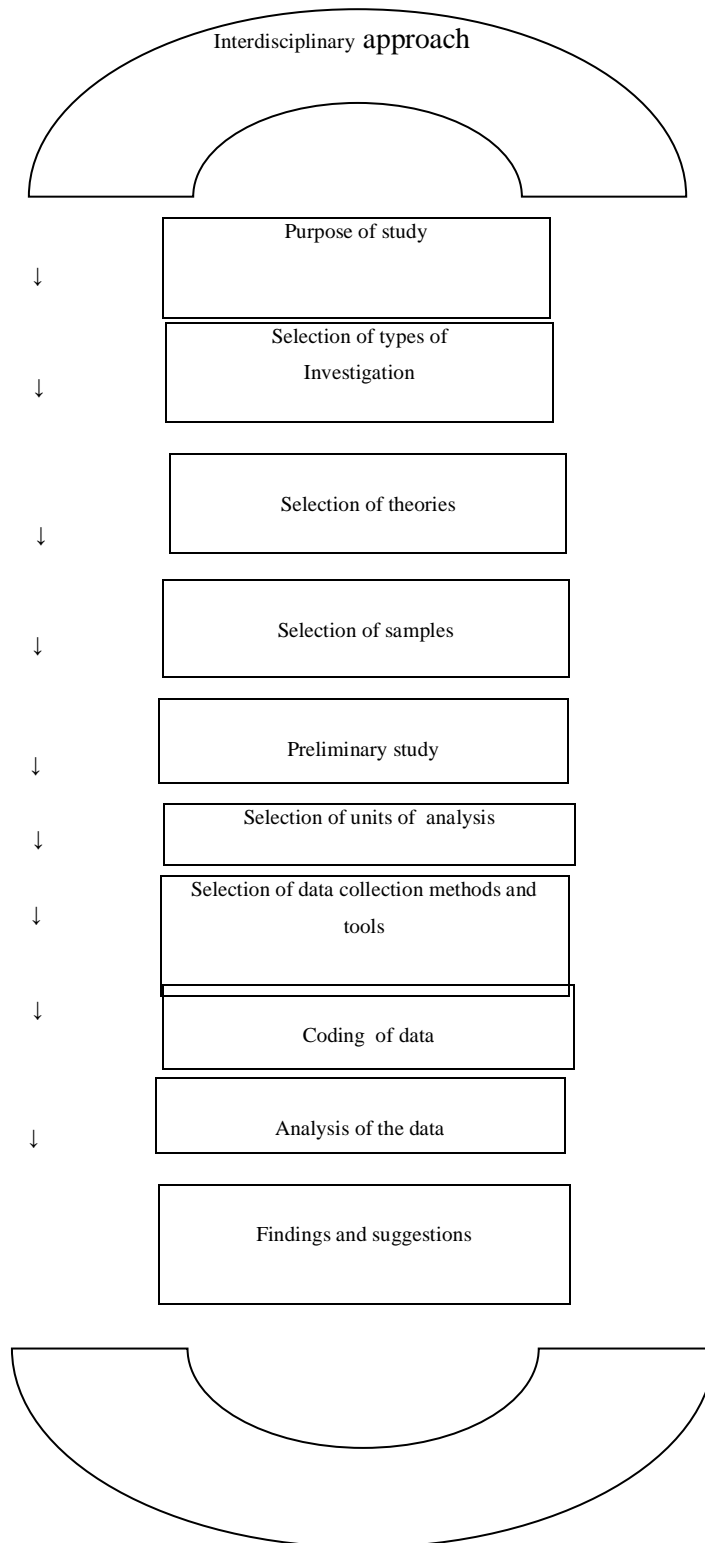 Interdisciplinary approach
Purpose of study
↓
Selection of types of
Investigation
↓
Selection of theories
↓
Selection of samples
↓
Preliminary study
↓
Selection of units of  analysis
↓
Selection of data collection methods and
tools
↓
↓
Coding  of data
Analysis of the data
↓
Findings and suggestions